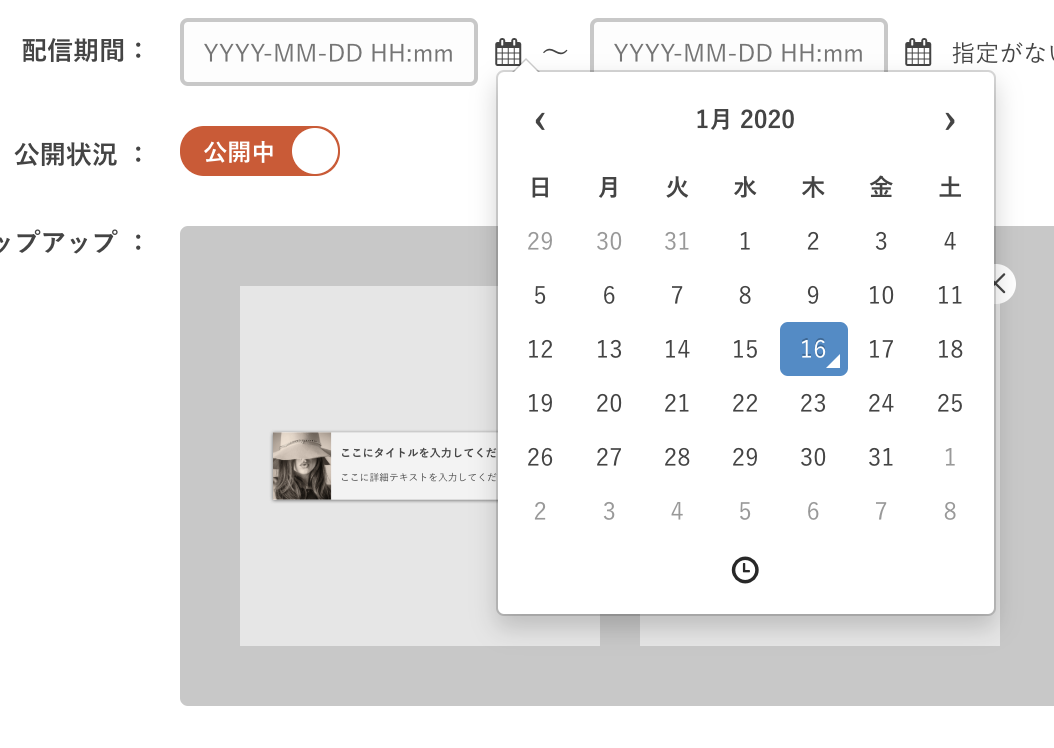 配信期間：
YYYY-MM-DD HH:mm
～
YYYY-MM-DD HH:mm
指定がな
‹ 1月 2020 ›
日 月 火 水 木 金 土
29 30 31 1 2 3 4
5 6 7 8 9 10 11
12 13 14 15 16 17 18
19 20 21 22 23 24 25
26 27 28 29 30 31 1
2 3 4 5 6 7 8
公開状況 ：
公開中
ップアップ ：
ここにタイトルを入力してくだ
ここに詳細テキストを入力してくだ